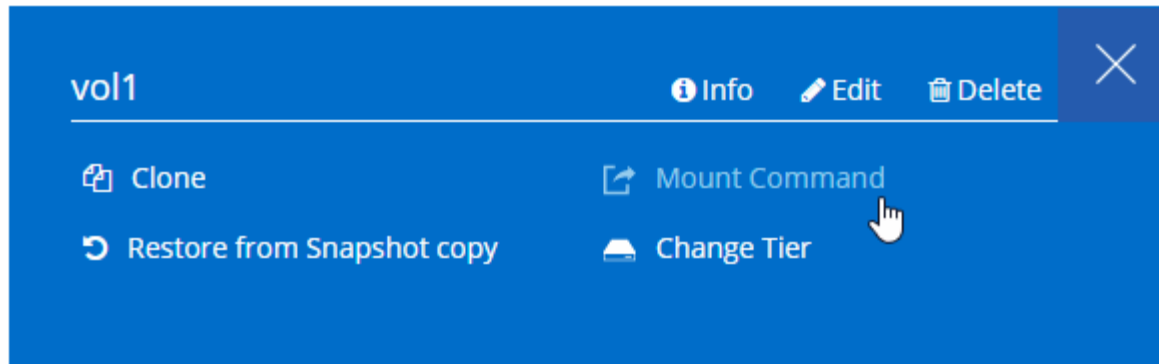 vol1
Info Edit Delete
Clone
Mount Command
Restore from Snapshot copy
Change Tier